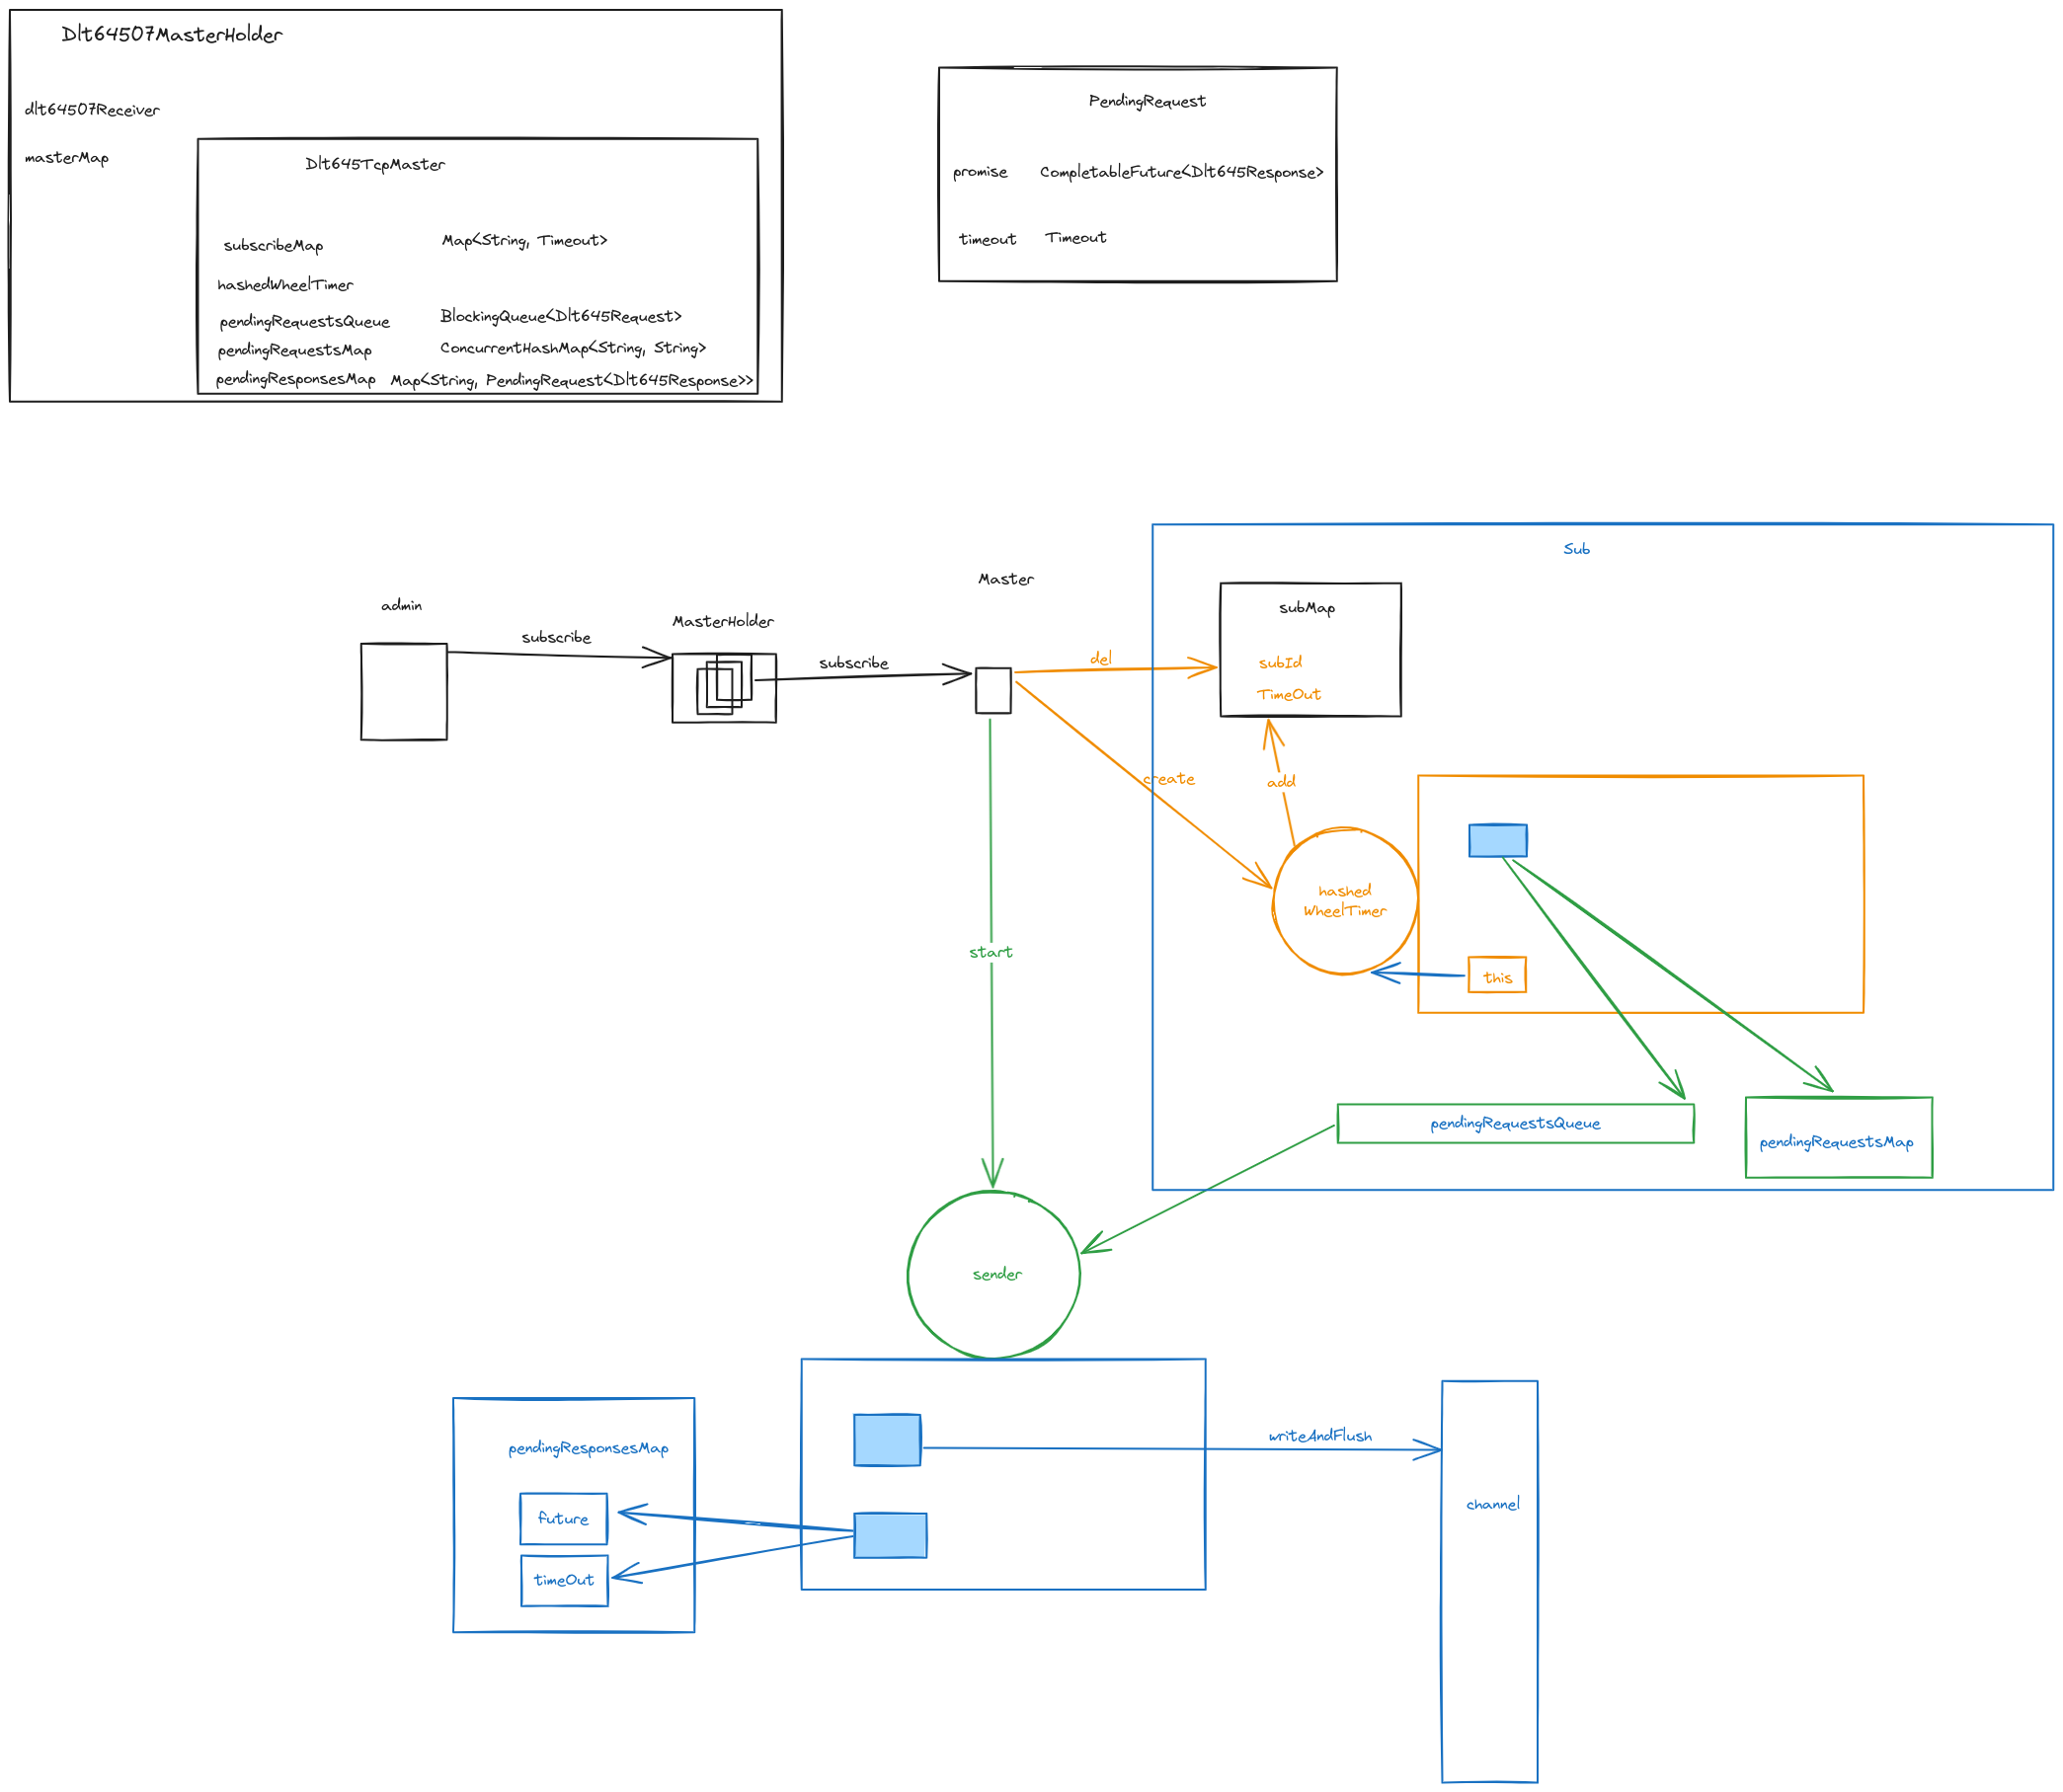 Dlt64507MasterHolder
dlt64507Receiver
masterMap
Dlt645TcpMaster
subscribeMap Map<String, Timeout>
hashedWheelTimer
pendingRequestsQueue BlockingQueue<Dlt645Request>
pendingRequestsMap ConcurrentHashMap<String, String>
pendingResponsesMap Map<String, PendingRequest<Dlt645Response>>
PendingRequest
promise CompletableFuture<Dlt645Response>
timeout Timeout
admin
subscribe
MasterHolder
subscribe
Master
Sub
del
subMap
subId
TimeOut
create
add
hashed
WheelTimer
this
start
pendingRequestsQueue
pendingRequestsMap
sender
pendingResponsesMap
future
timeOut
writeAndFlush
channel